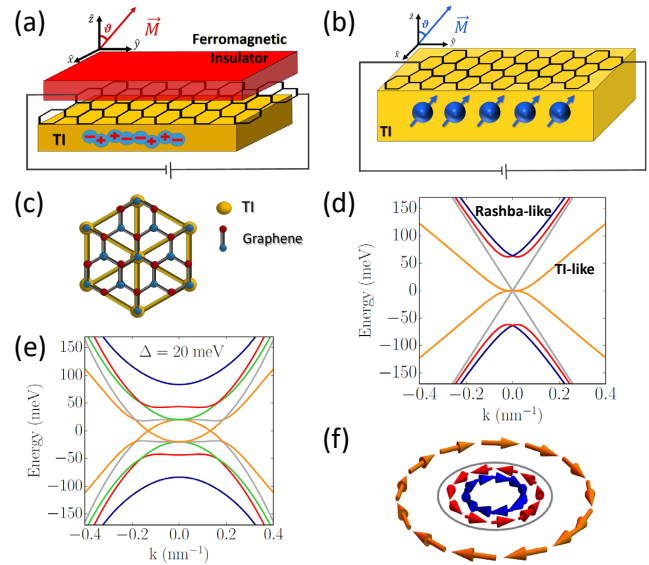 (a)
ẑ
ϑ
M⃗
ŷ
x̂
Ferromagnetic
Insulator
TI
(b)
ẑ
ϑ
M⃗
ŷ
x̂
TI
(c)
TI
Graphene
(d)
Rashba-like
TI-like
Energy (meV)
150
100
50
0
−50
−100
−150
−0.4 −0.2 0.0 0.2 0.4
k (nm⁻¹)
(e)
Δ = 20 meV
Energy (meV)
150
100
50
0
−50
−100
−150
−0.4 −0.2 0.0 0.2 0.4
k (nm⁻¹)
(f)